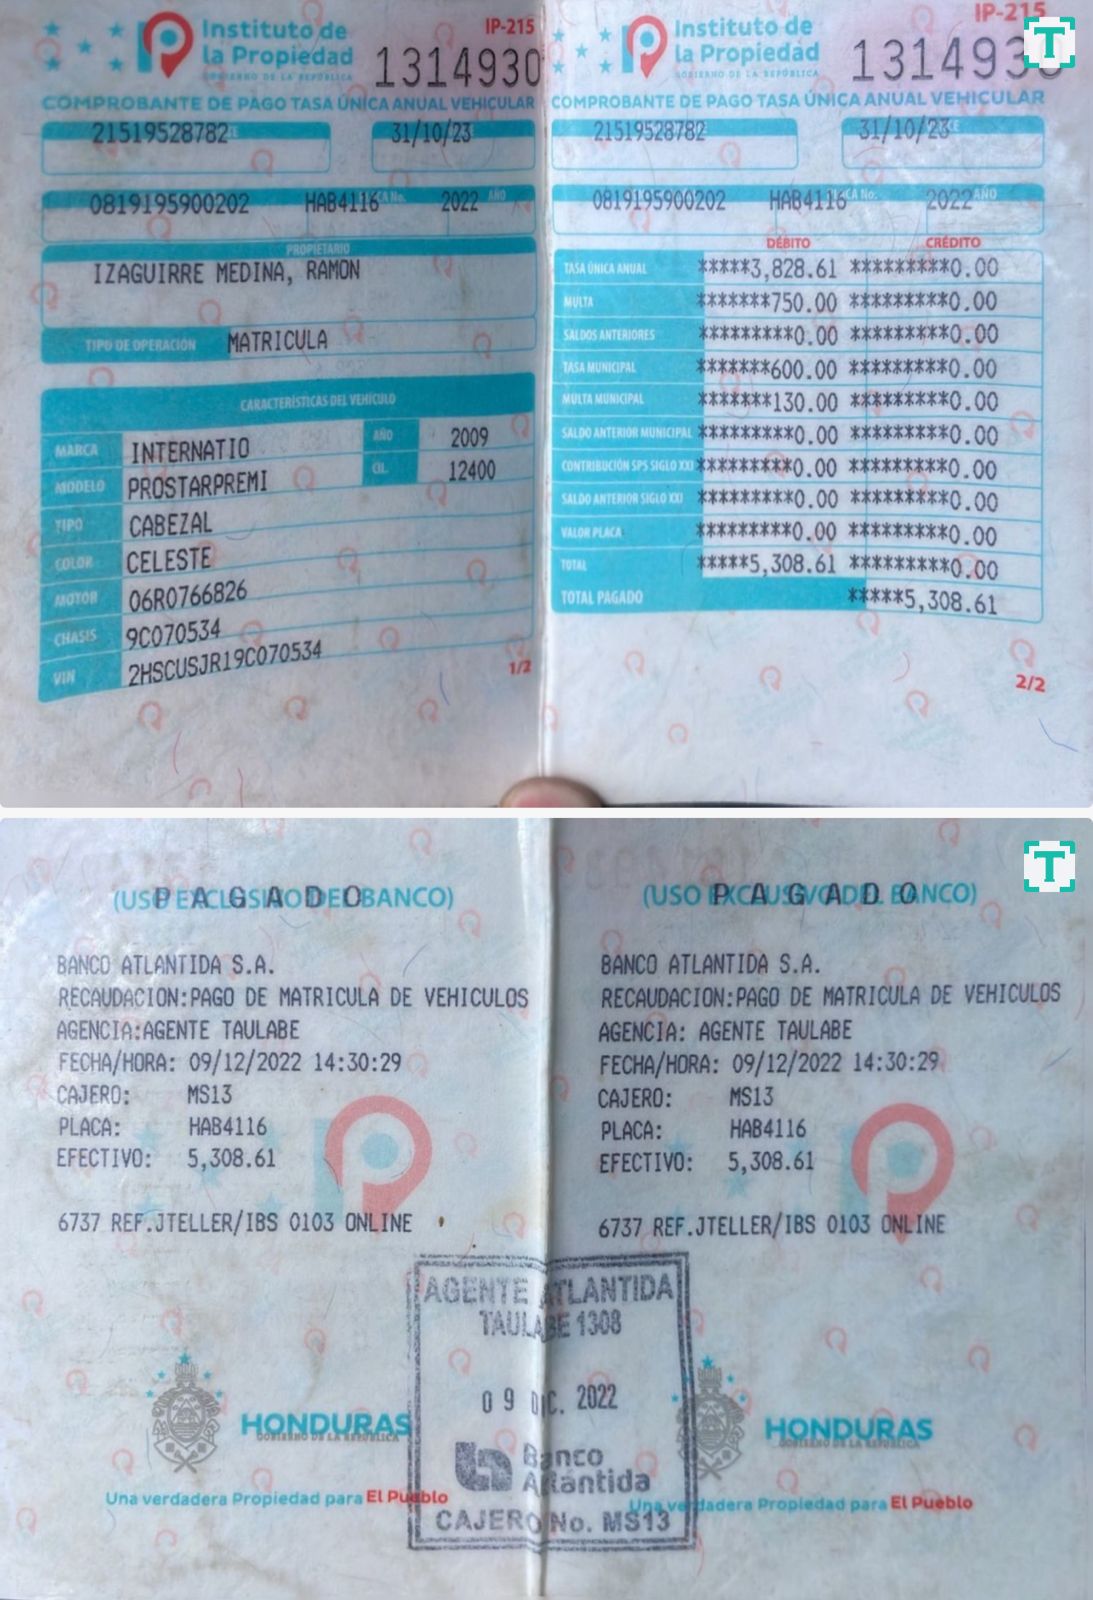 Instituto de
la Propiedad
GOBIERNO DE LA REPÚBLICA
IP-215
1314930
COMPROBANTE DE PAGO TASA ÚNICA ANUAL VEHICULAR
21519528782
31/10/23
0819195900202 HAB4116 2022 AÑO
PROPIETARIO
IZAGUIRRE MEDINA, RAMON
TIPO DE OPERACIÓN MATRICULA
CARACTERÍSTICAS DEL VEHÍCULO
MARCA INTERNATIO AÑO 2009
MODELO PROSTARPREMI CIL 12400
TIPO CABEZAL
COLOR CELESTE
MOTOR 06R0766826
CHASIS 9C070534
VIN 2HSCUSJR19C070534
1/2
Instituto de
la Propiedad
GOBIERNO DE LA REPÚBLICA
IP-215
T
1314930
COMPROBANTE DE PAGO TASA ÚNICA ANUAL VEHICULAR
21519528782
31/10/23
0819195900202 HAB4116 2022 AÑO
DÉBITO CRÉDITO
TASA ÚNICA ANUAL *****3,828.61 *********0.00
MULTA *******750.00 *********0.00
SALDOS ANTERIORES *********0.00 *********0.00
TASA MUNICIPAL *******600.00 *********0.00
MULTA MUNICIPAL *******130.00 *********0.00
SALDO ANTERIOR MUNICIPAL *********0.00 *********0.00
CONTRIBUCIÓN SPS SIGLO XXI *********0.00 *********0.00
SALDO ANTERIOR SIGLO XXI *********0.00 *********0.00
VALOR PLACA *********0.00 *********0.00
TOTAL *****5,308.61 *********0.00
TOTAL PAGADO *****5,308.61
2/2
(USO EXCLUSIVO DEL BANCO)
P A G A D O
BANCO ATLANTIDA S.A.
RECAUDACION:PAGO DE MATRICULA DE VEHICULOS
AGENCIA:AGENTE TAULABE
FECHA/HORA: 09/12/2022 14:30:29
CAJERO: MS13
PLACA: HAB4116
EFECTIVO: 5,308.61
6737 REF.JTELLER/IBS 0103 ONLINE
HONDURAS
GOBIERNO DE LA REPÚBLICA
Una verdadera Propiedad para El Pueblo
T
(USO EXCLUSIVO DEL BANCO)
P A G A D O
BANCO ATLANTIDA S.A.
RECAUDACION:PAGO DE MATRICULA DE VEHICULOS
AGENCIA: AGENTE TAULABE
FECHA/HORA: 09/12/2022 14:30:29
CAJERO: MS13
PLACA: HAB4116
EFECTIVO: 5,308.61
6737 REF.JTELLER/IBS 0103 ONLINE
HONDURAS
GOBIERNO DE LA REPÚBLICA
Una verdadera Propiedad para El Pueblo
AGENTE ATLANTIDA
TAULABE 1308
09 DIC. 2022
Banco
Atlántida
CAJERO No. MS13